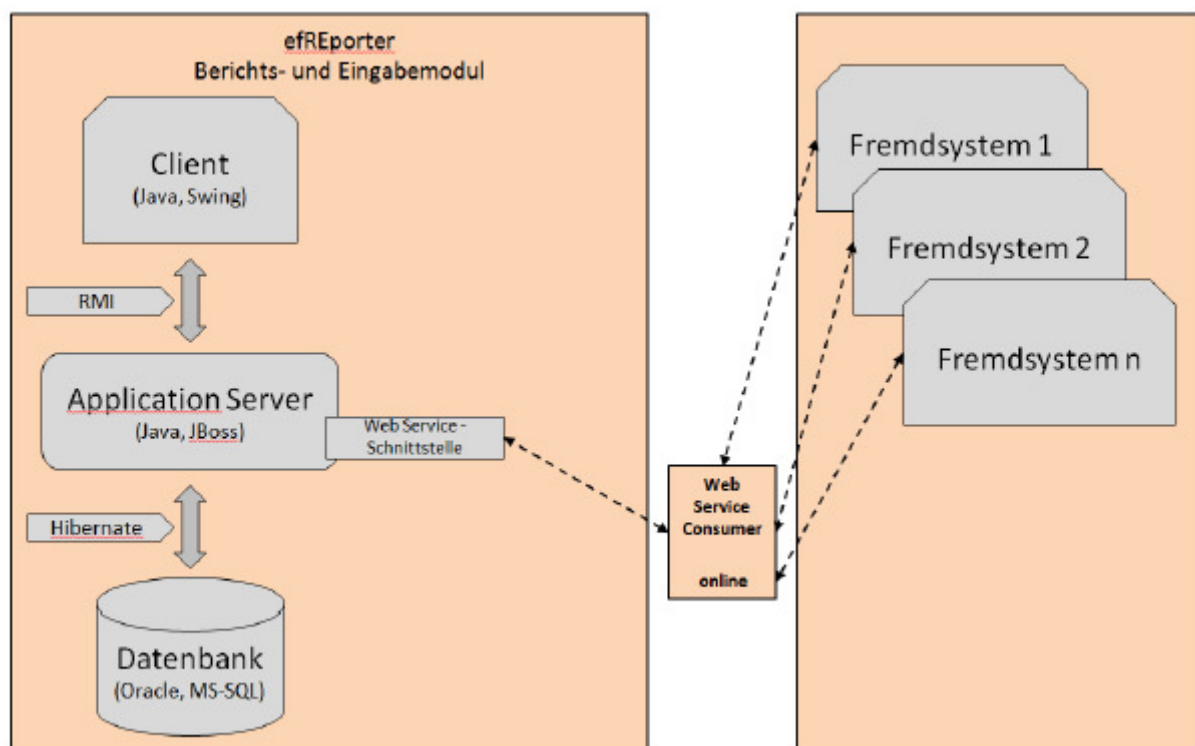 efREporter
Berichts- und Eingabemodul
Client
(Java, Swing)
RMI
Application Server
(Java, JBoss)
Web Service -
Schnittstelle
Hibernate
Datenbank
(Oracle, MS-SQL)
Web
Service
Consumer
online
Fremdsystem 1
Fremdsystem 2
Fremdsystem n